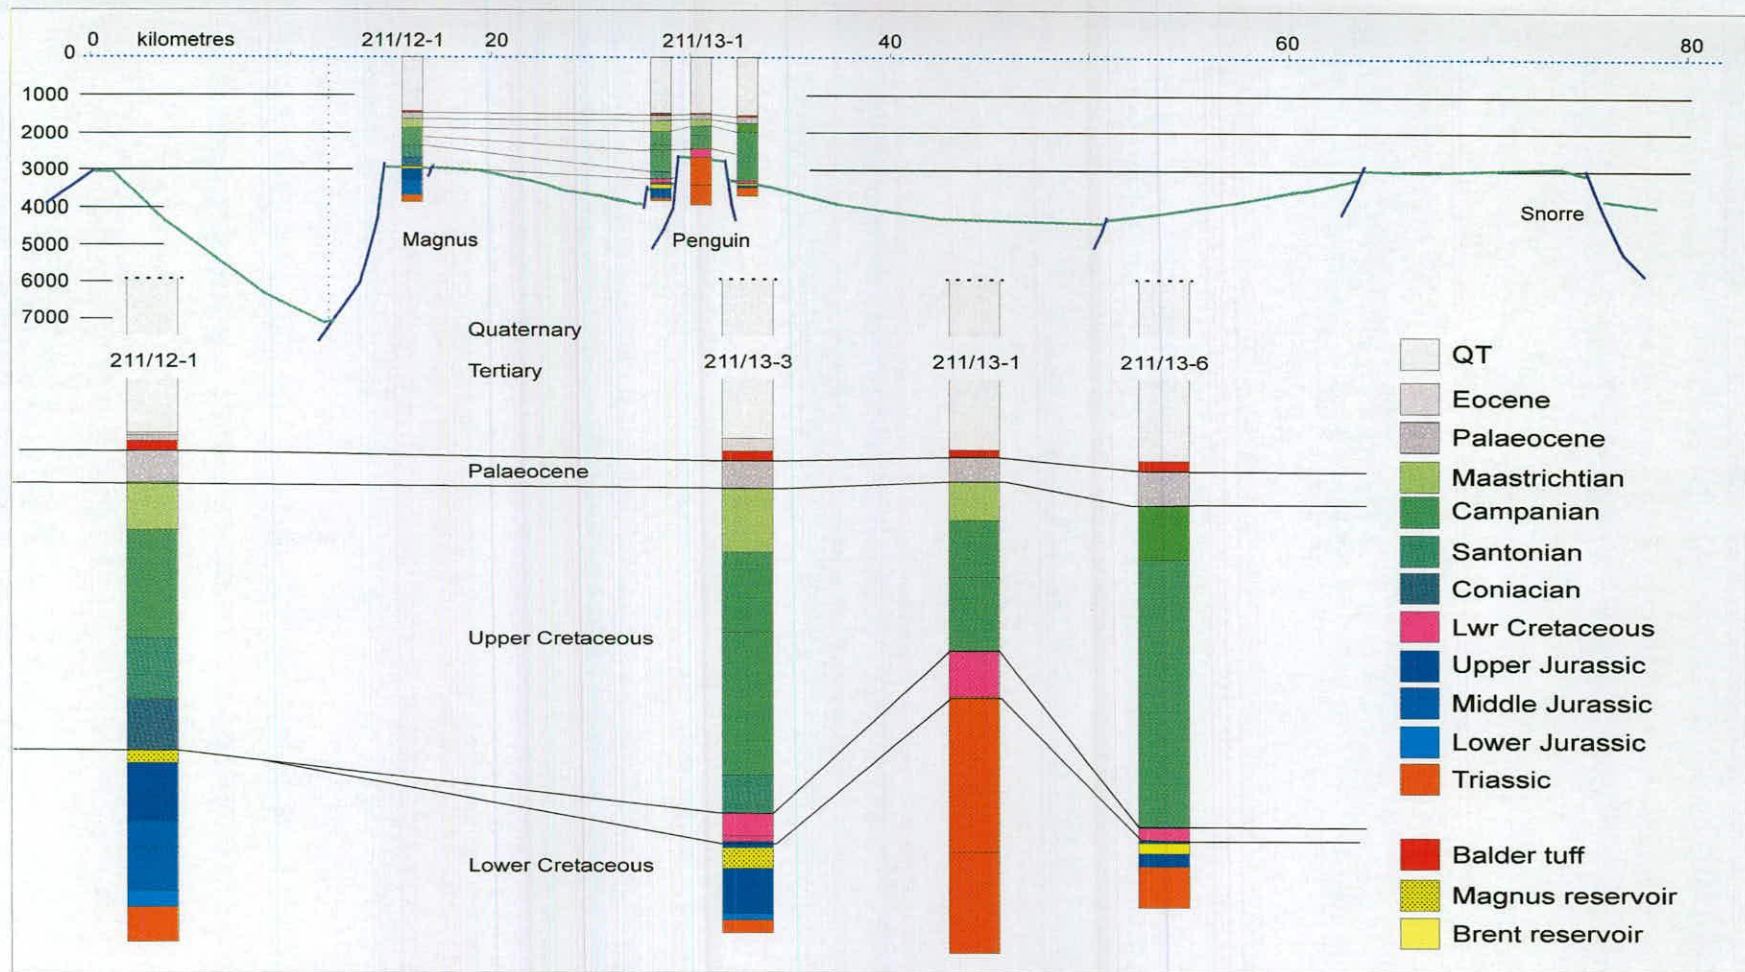 0 kilometres 211/12-1 20 211/13-1 40 60 80
0
1000
2000
3000
4000
5000
6000
7000
Magnus
Penguin
Snorre
Quaternary
Tertiary
211/12-1
211/13-3
211/13-1
211/13-6
Palaeocene
Upper Cretaceous
Lower Cretaceous
QT
Eocene
Palaeocene
Maastrichtian
Campanian
Santonian
Coniacian
Lwr Cretaceous
Upper Jurassic
Middle Jurassic
Lower Jurassic
Triassic
Balder tuff
Magnus reservoir
Brent reservoir